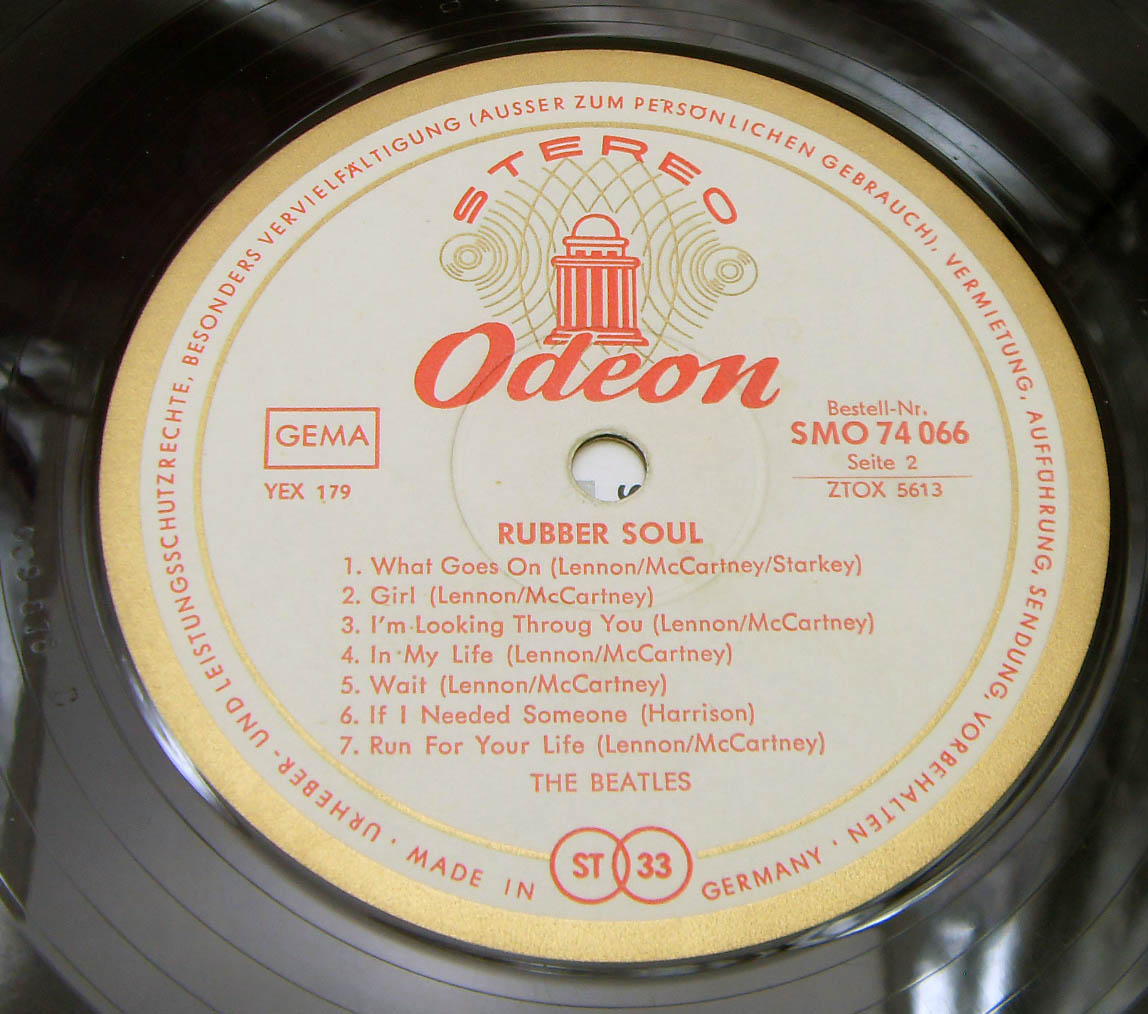 URHEBER- UND LEISTUNGSSCHUTZRECHTE, BESONDERS VERVIELFÄLTIGUNG (AUSSER ZUM PERSÖNLICHEN GEBRAUCH), VERMIETUNG, AUFFÜHRUNG, SENDUNG, VORBEHALTEN ·
STEREO
Odeon
GEMA
YEX 179
Bestell-Nr.
SMO 74 066
Seite 2
ZTOX 5613
RUBBER SOUL
1. What Goes On (Lennon/McCartney/Starkey)
2. Girl (Lennon/McCartney)
3. I'm Looking Throug You (Lennon/McCartney)
4. In My Life (Lennon/McCartney)
5. Wait (Lennon/McCartney)
6. If I Needed Someone (Harrison)
7. Run For Your Life (Lennon/McCartney)
THE BEATLES
ST 33
· MADE IN GERMANY ·